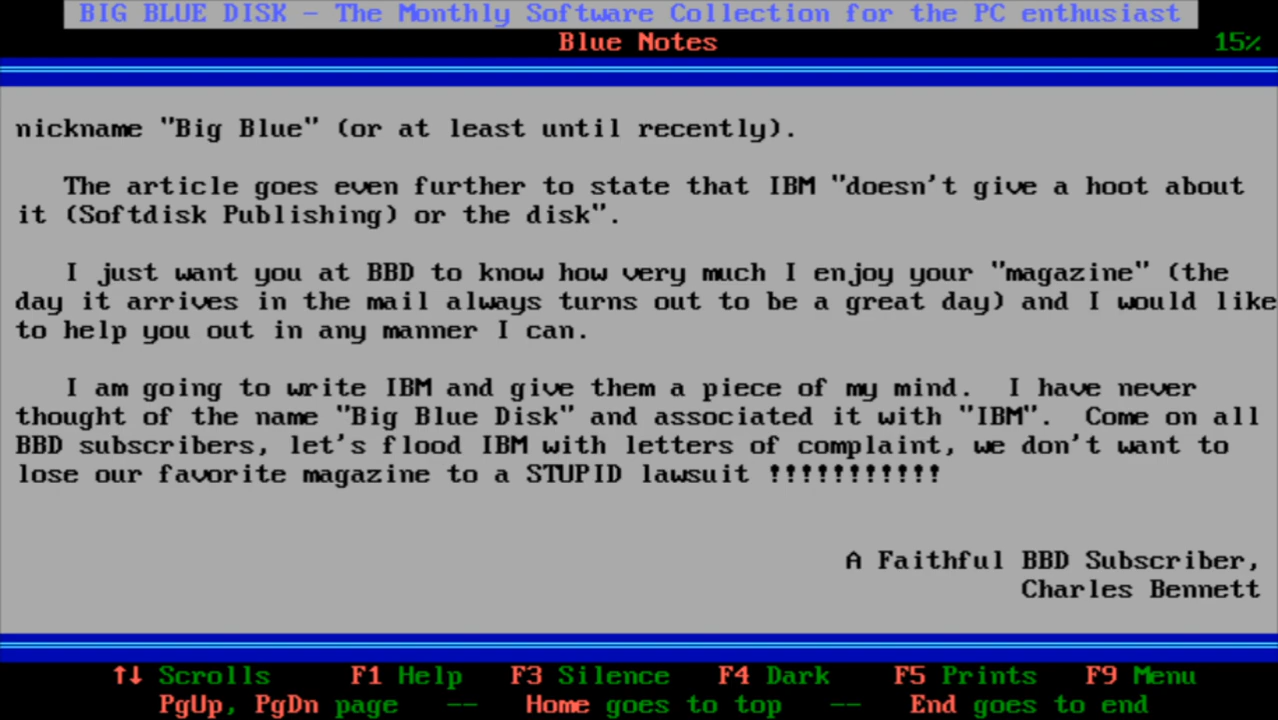 BIG BLUE DISK - The Monthly Software Collection for the PC enthusiast
Blue Notes 15%
nickname "Big Blue" (or at least until recently).
The article goes even further to state that IBM "doesn't give a hoot about
it (Softdisk Publishing) or the disk".
I just want you at BBD to know how very much I enjoy your "magazine" (the
day it arrives in the mail always turns out to be a great day) and I would like
to help you out in any manner I can.
I am going to write IBM and give them a piece of my mind.  I have never
thought of the name "Big Blue Disk" and associated it with "IBM".  Come on all
BBD subscribers, let's flood IBM with letters of complaint, we don't want to
lose our favorite magazine to a STUPID lawsuit !!!!!!!!!!!
A Faithful BBD Subscriber,
Charles Bennett
↑↓ Scrolls F1 Help F3 Silence F4 Dark F5 Prints F9 Menu
PgUp, PgDn page -- Home goes to top -- End goes to end